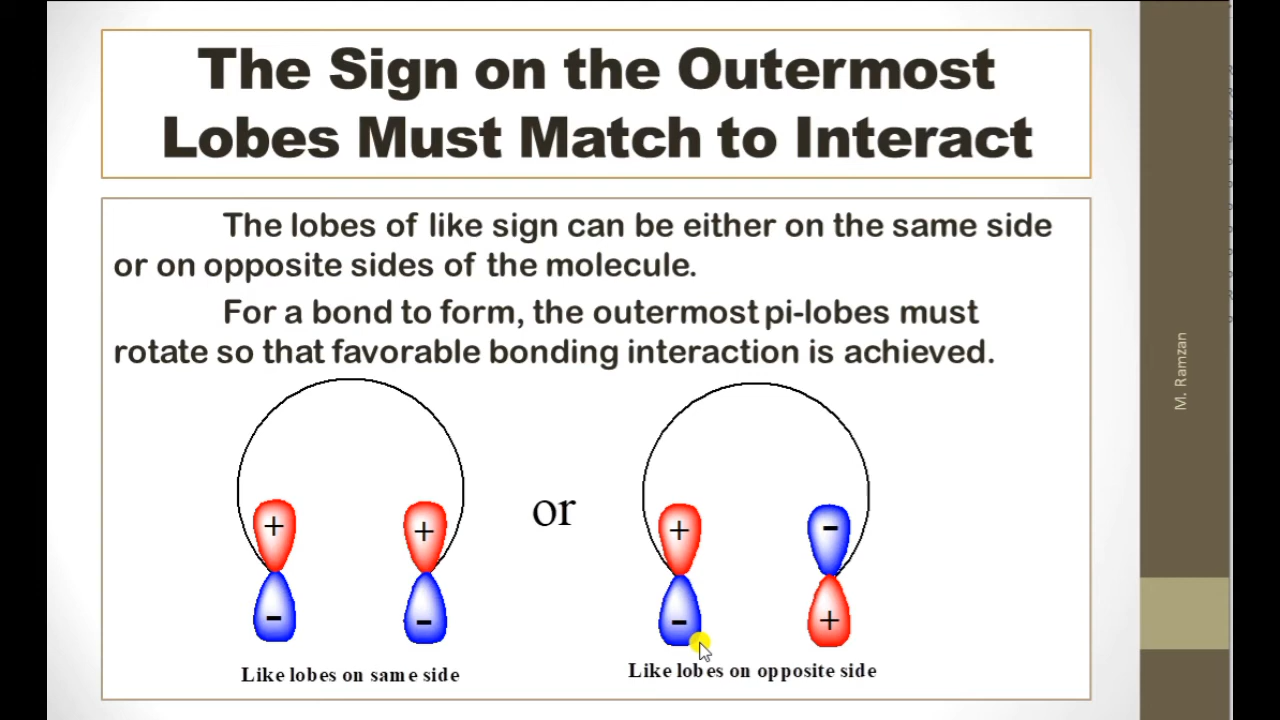 The Sign on the Outermost
Lobes Must Match to Interact
The lobes of like sign can be either on the same side
or on opposite sides of the molecule.
For a bond to form, the outermost pi-lobes must
rotate so that favorable bonding interaction is achieved.
+ +
- -
or
+ -
- +
Like lobes on same side
Like lobes on opposite side
M. Ramzan